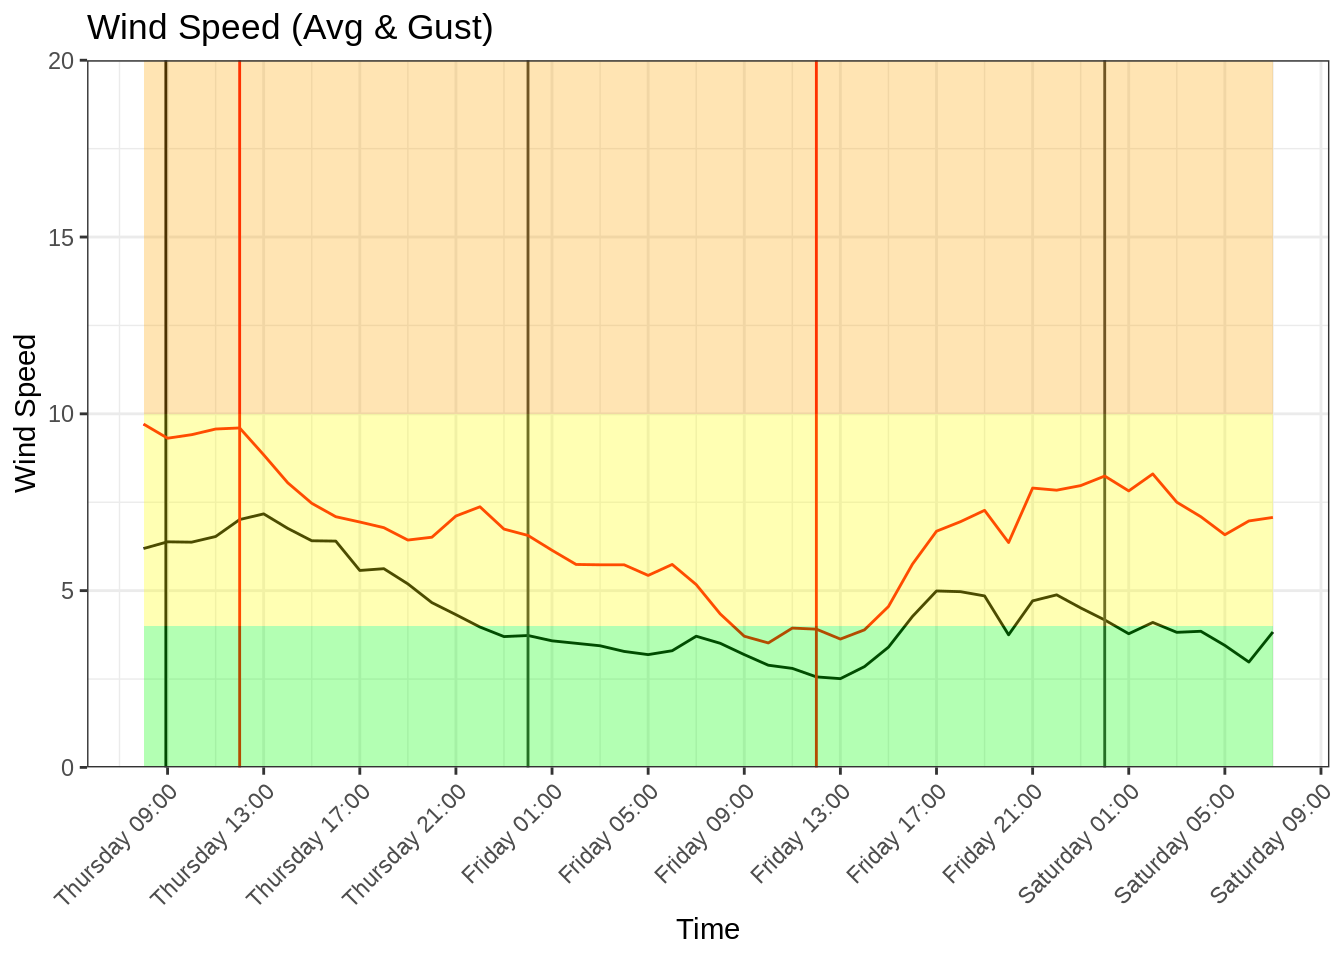 Wind Speed (Avg & Gust)
20
15
10
5
0
Wind Speed
Thursday 09:00
Thursday 13:00
Thursday 17:00
Thursday 21:00
Friday 01:00
Friday 05:00
Friday 09:00
Friday 13:00
Friday 17:00
Friday 21:00
Saturday 01:00
Saturday 05:00
Saturday 09:00
Time